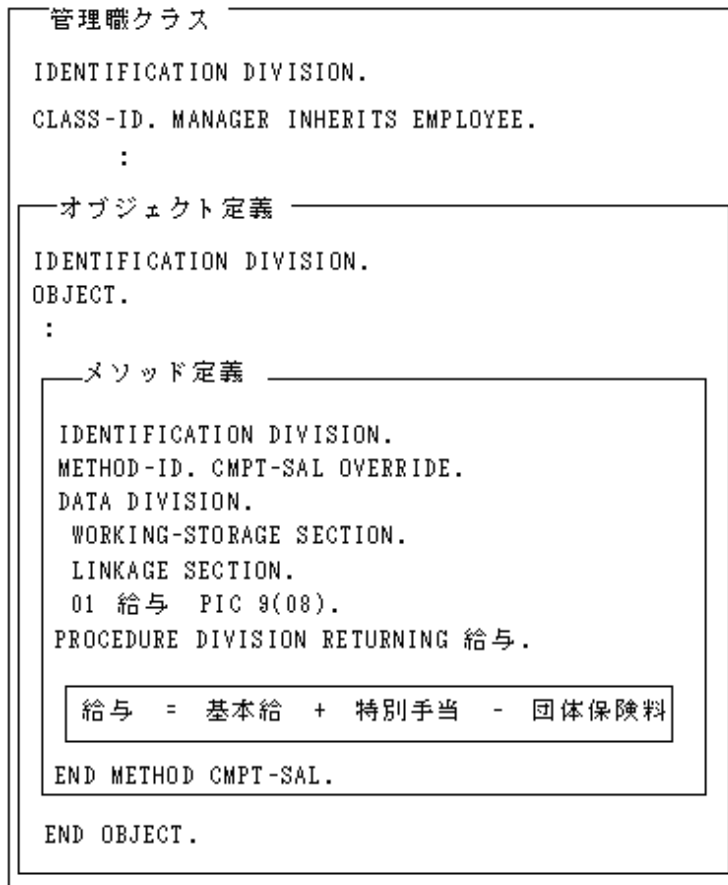 管理職クラス
IDENTIFICATION DIVISION.
CLASS-ID. MANAGER INHERITS EMPLOYEE.
:
オブジェクト定義
IDENTIFICATION DIVISION.
OBJECT.
:
メソッド定義
IDENTIFICATION DIVISION.
METHOD-ID. CMPT-SAL OVERRIDE.
DATA DIVISION.
WORKING-STORAGE SECTION.
LINKAGE SECTION.
01 給与 PIC 9(08).
PROCEDURE DIVISION RETURNING 給与.
給与 = 基本給 + 特別手当 - 団体保険料
END METHOD CMPT-SAL.
END OBJECT.